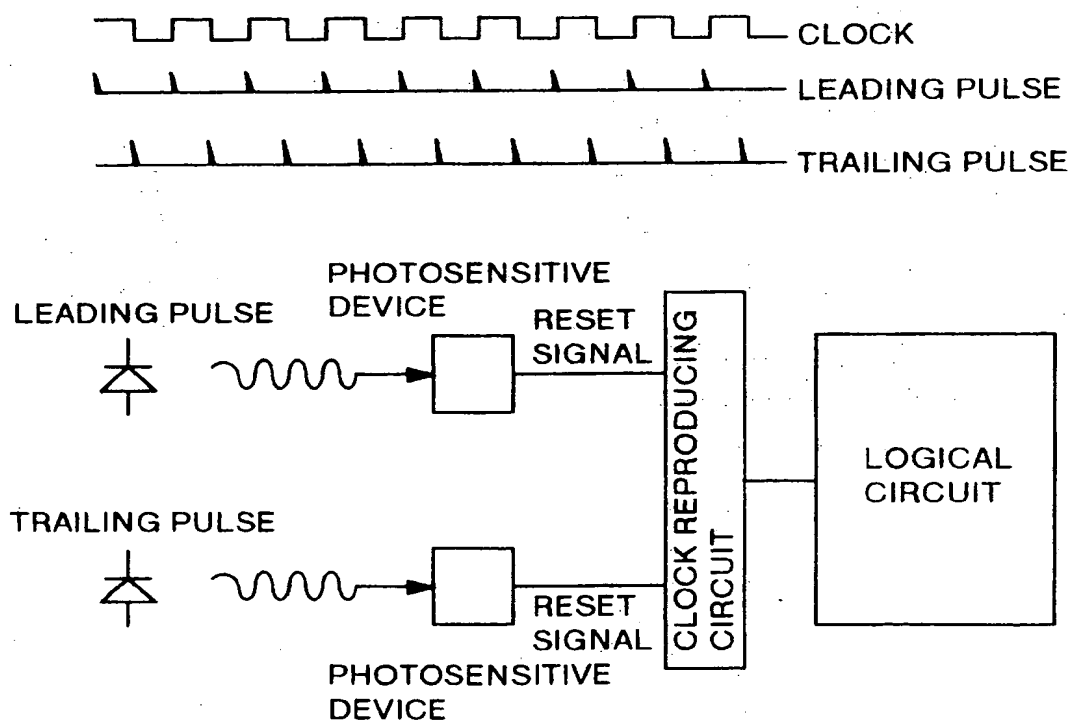 CLOCK
LEADING PULSE
TRAILING PULSE
PHOTOSENSITIVE
DEVICE
LEADING PULSE
RESET
SIGNAL
CLOCK REPRODUCING
CIRCUIT
LOGICAL
CIRCUIT
TRAILING PULSE
RESET
SIGNAL
PHOTOSENSITIVE
DEVICE